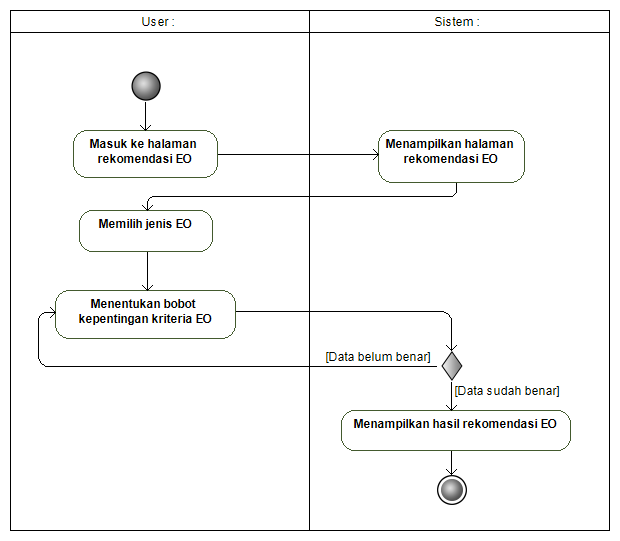 User :
Sistem :
Masuk ke halaman
rekomendasi EO
Menampilkan halaman
rekomendasi EO
Memilih jenis EO
Menentukan bobot
kepentingan kriteria EO
[Data belum benar]
[Data sudah benar]
Menampilkan hasil rekomendasi EO